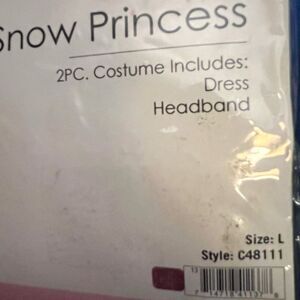 Snow Princess
2PC. Costume Includes:
Dress
Headband
Size: L
Style: C48111